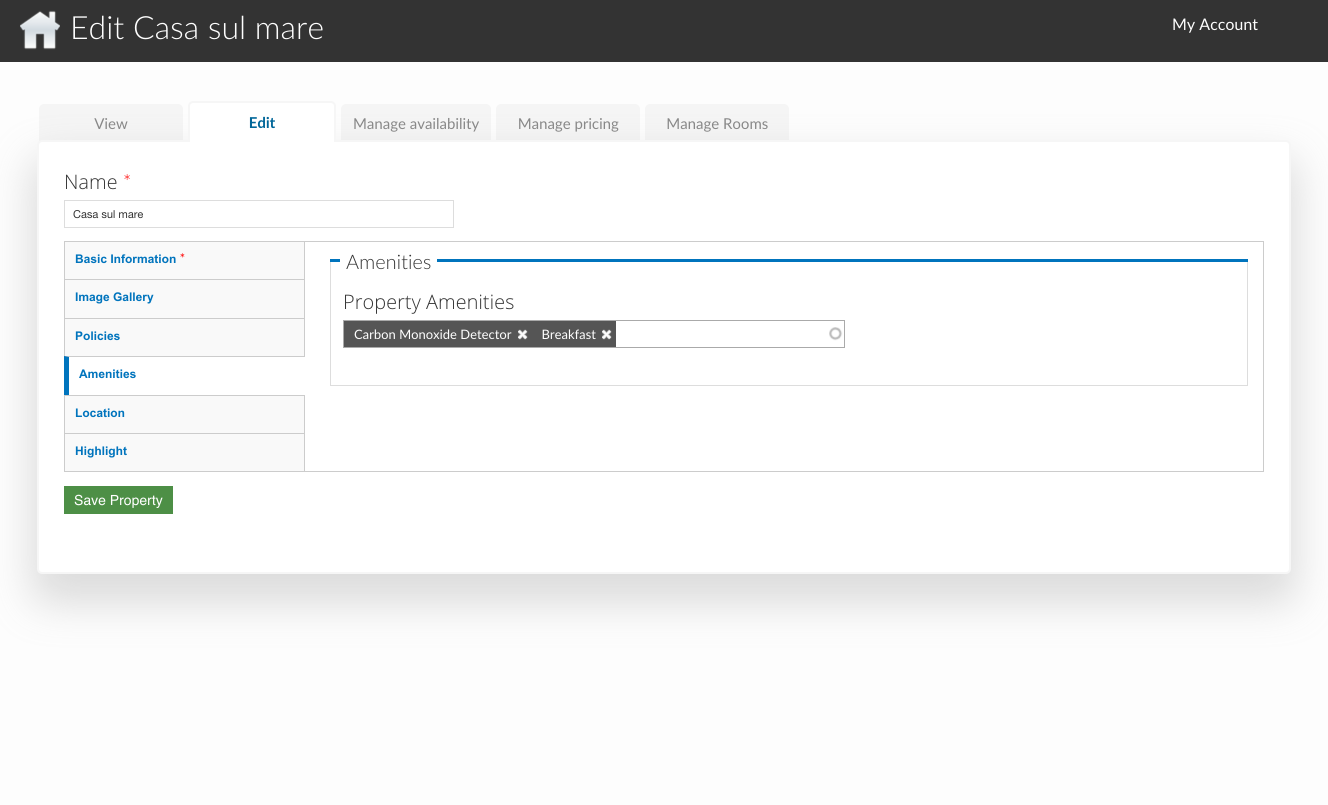 Edit Casa sul mare
My Account
View
Edit
Manage availability
Manage pricing
Manage Rooms
Name *
Casa sul mare
Basic Information *
Image Gallery
Policies
Amenities
Location
Highlight
Amenities
Property Amenities
Carbon Monoxide Detector ✖ Breakfast ✖
Save Property